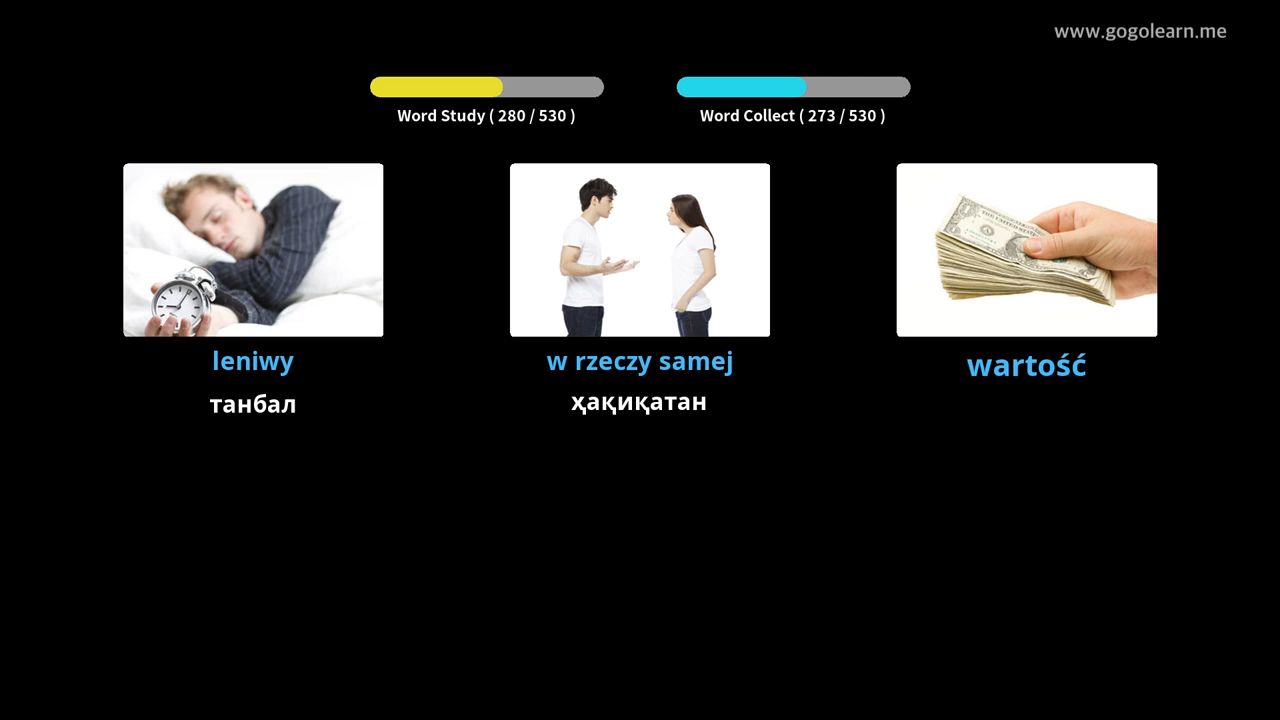 www.gogolearn.me
Word Study ( 280 / 530 )
Word Collect ( 273 / 530 )
leniwy
w rzeczy samej
wartość
танбал
ҳақиқатан